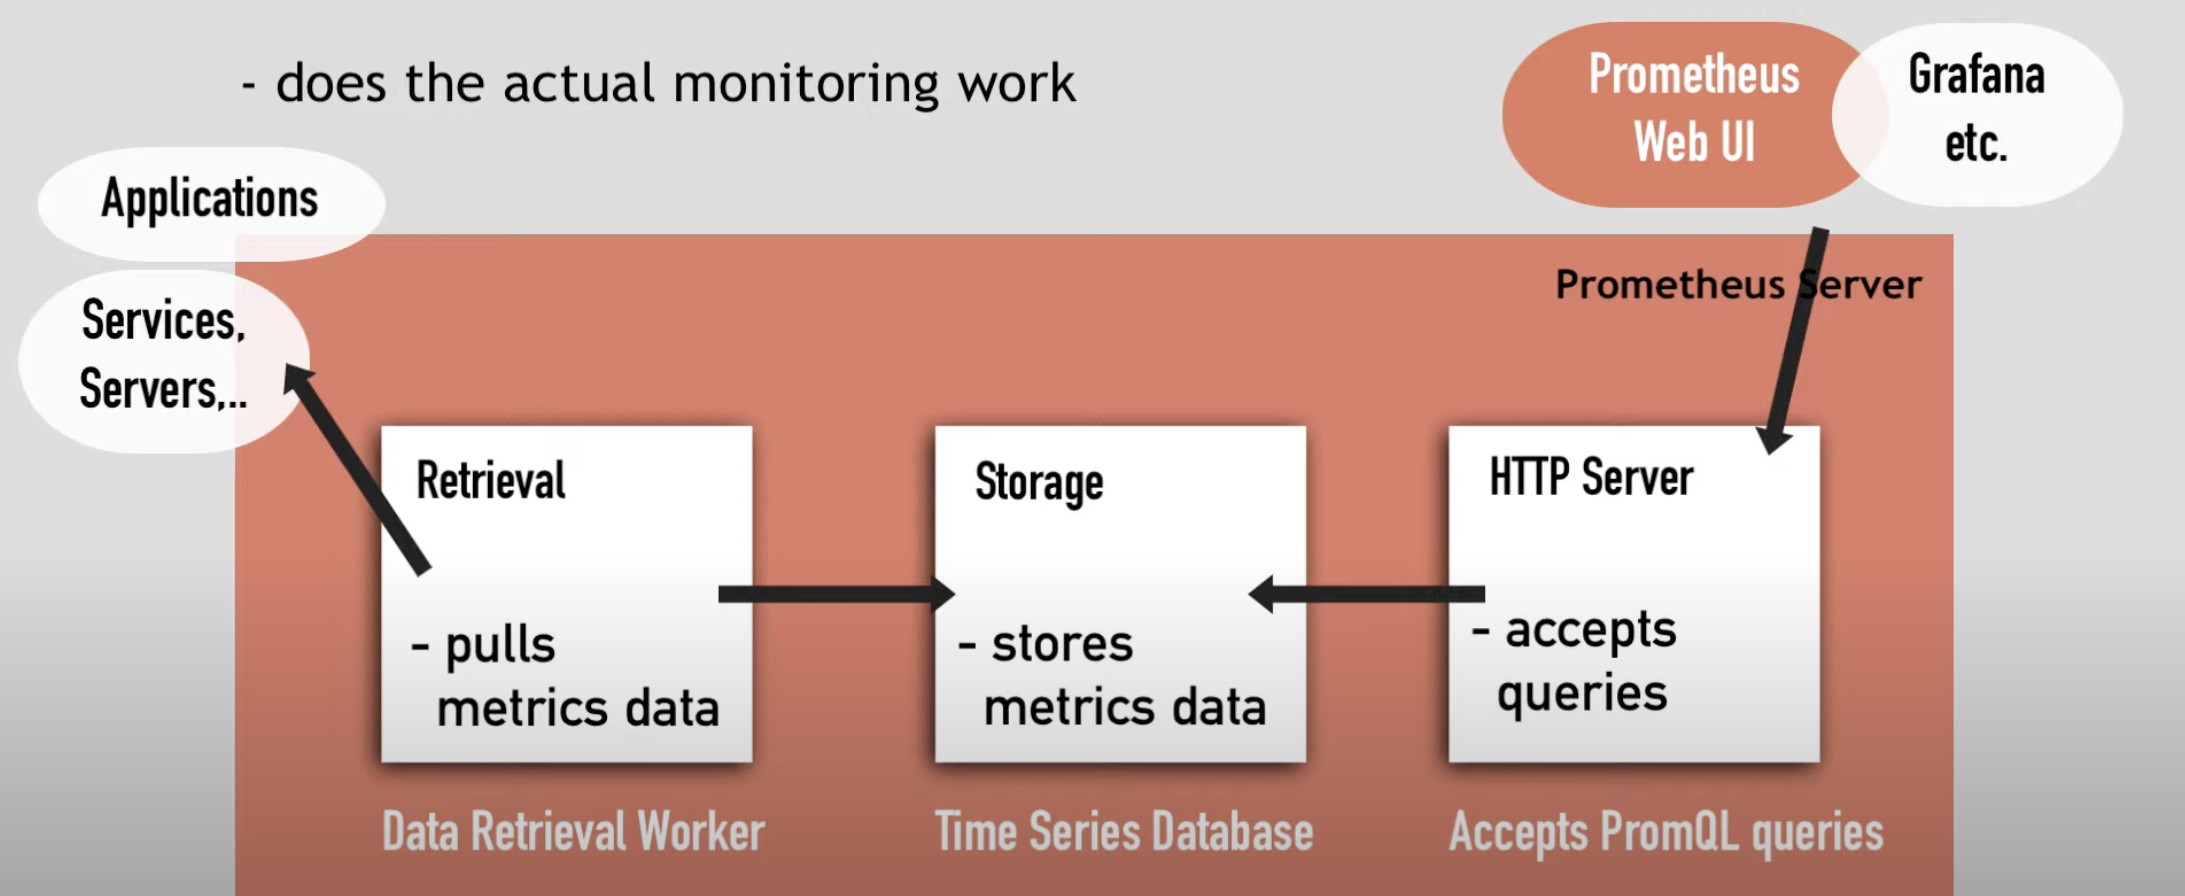 - does the actual monitoring work
Prometheus
Web UI
Grafana
etc.
Applications
Services,
Servers,..
Prometheus Server
Retrieval
- pulls
metrics data
Storage
- stores
metrics data
HTTP Server
- accepts
queries
Data Retrieval Worker
Time Series Database
Accepts PromQL queries